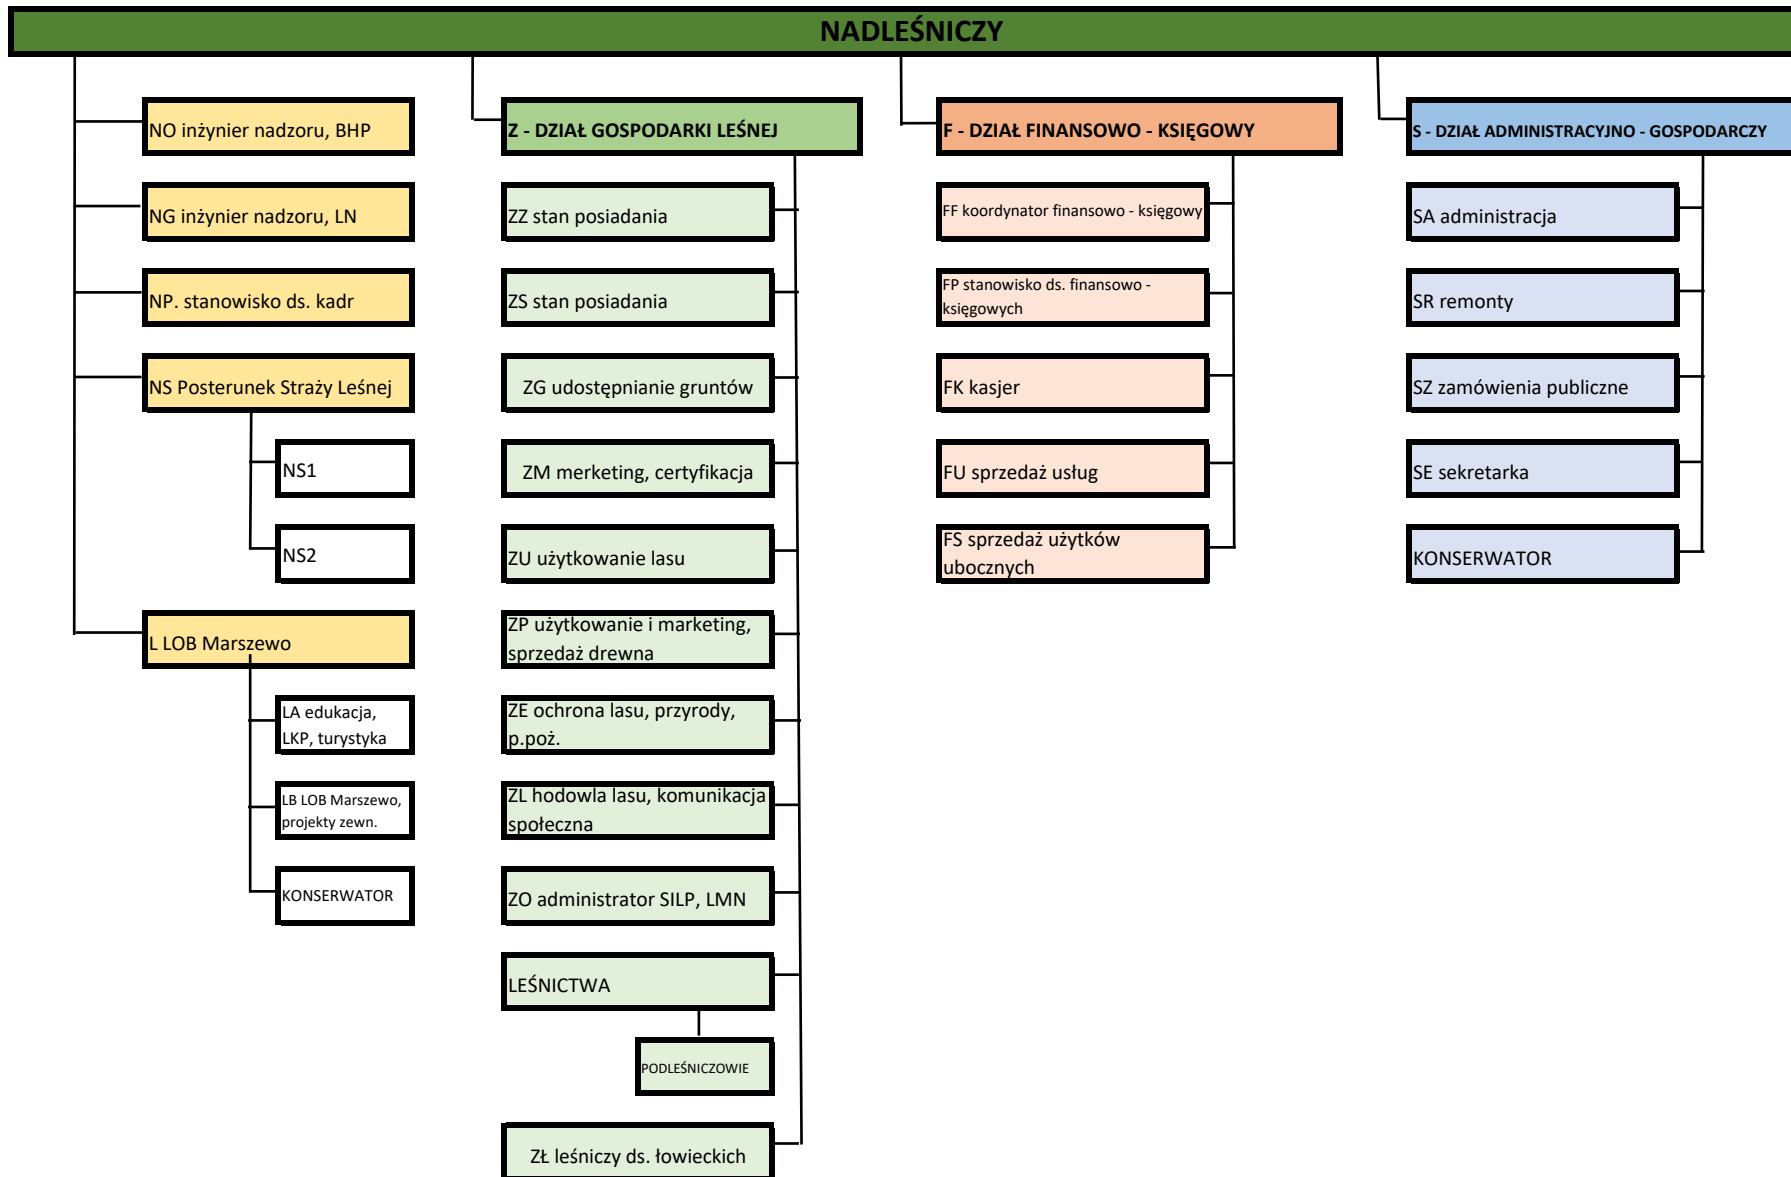 NADLEŚNICZY
NO inżynier nadzoru, BHP
NG inżynier nadzoru, LN
NP. stanowisko ds. kadr
NS Posterunek Straży Leśnej
NS1
NS2
L LOB Marszewo
LA edukacja,
LKP, turystyka
LB LOB Marszewo,
projekty zewn.
KONSERWATOR
Z - DZIAŁ GOSPODARKI LEŚNEJ
ZZ stan posiadania
ZS stan posiadania
ZG udostępnianie gruntów
ZM merketing, certyfikacja
ZU użytkowanie lasu
ZP użytkowanie i marketing,
sprzedaż drewna
ZE ochrona lasu, przyrody,
p.poż.
ZL hodowla lasu, komunikacja
społeczna
ZO administrator SILP, LMN
LEŚNICTWA
PODLEŚNICZOWIE
ZŁ leśniczy ds. łowieckich
F - DZIAŁ FINANSOWO - KSIĘGOWY
FF koordynator finansowo - księgowy
FP stanowisko ds. finansowo -
księgowych
FK kasjer
FU sprzedaż usług
FS sprzedaż użytków
ubocznych
S - DZIAŁ ADMINISTRACYJNO - GOSPODARCZY
SA administracja
SR remonty
SZ zamówienia publiczne
SE sekretarka
KONSERWATOR